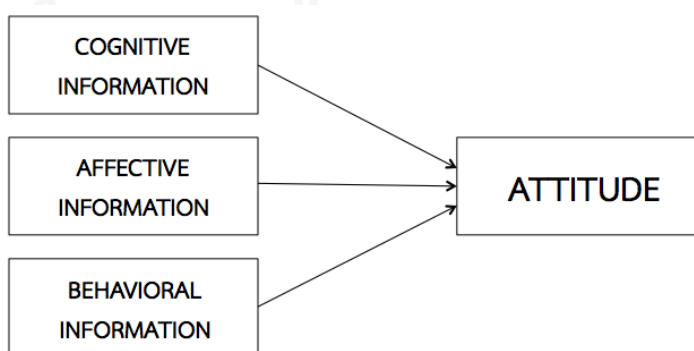 COGNITIVE
INFORMATION
AFFECTIVE
INFORMATION
BEHAVIORAL
INFORMATION
ATTITUDE